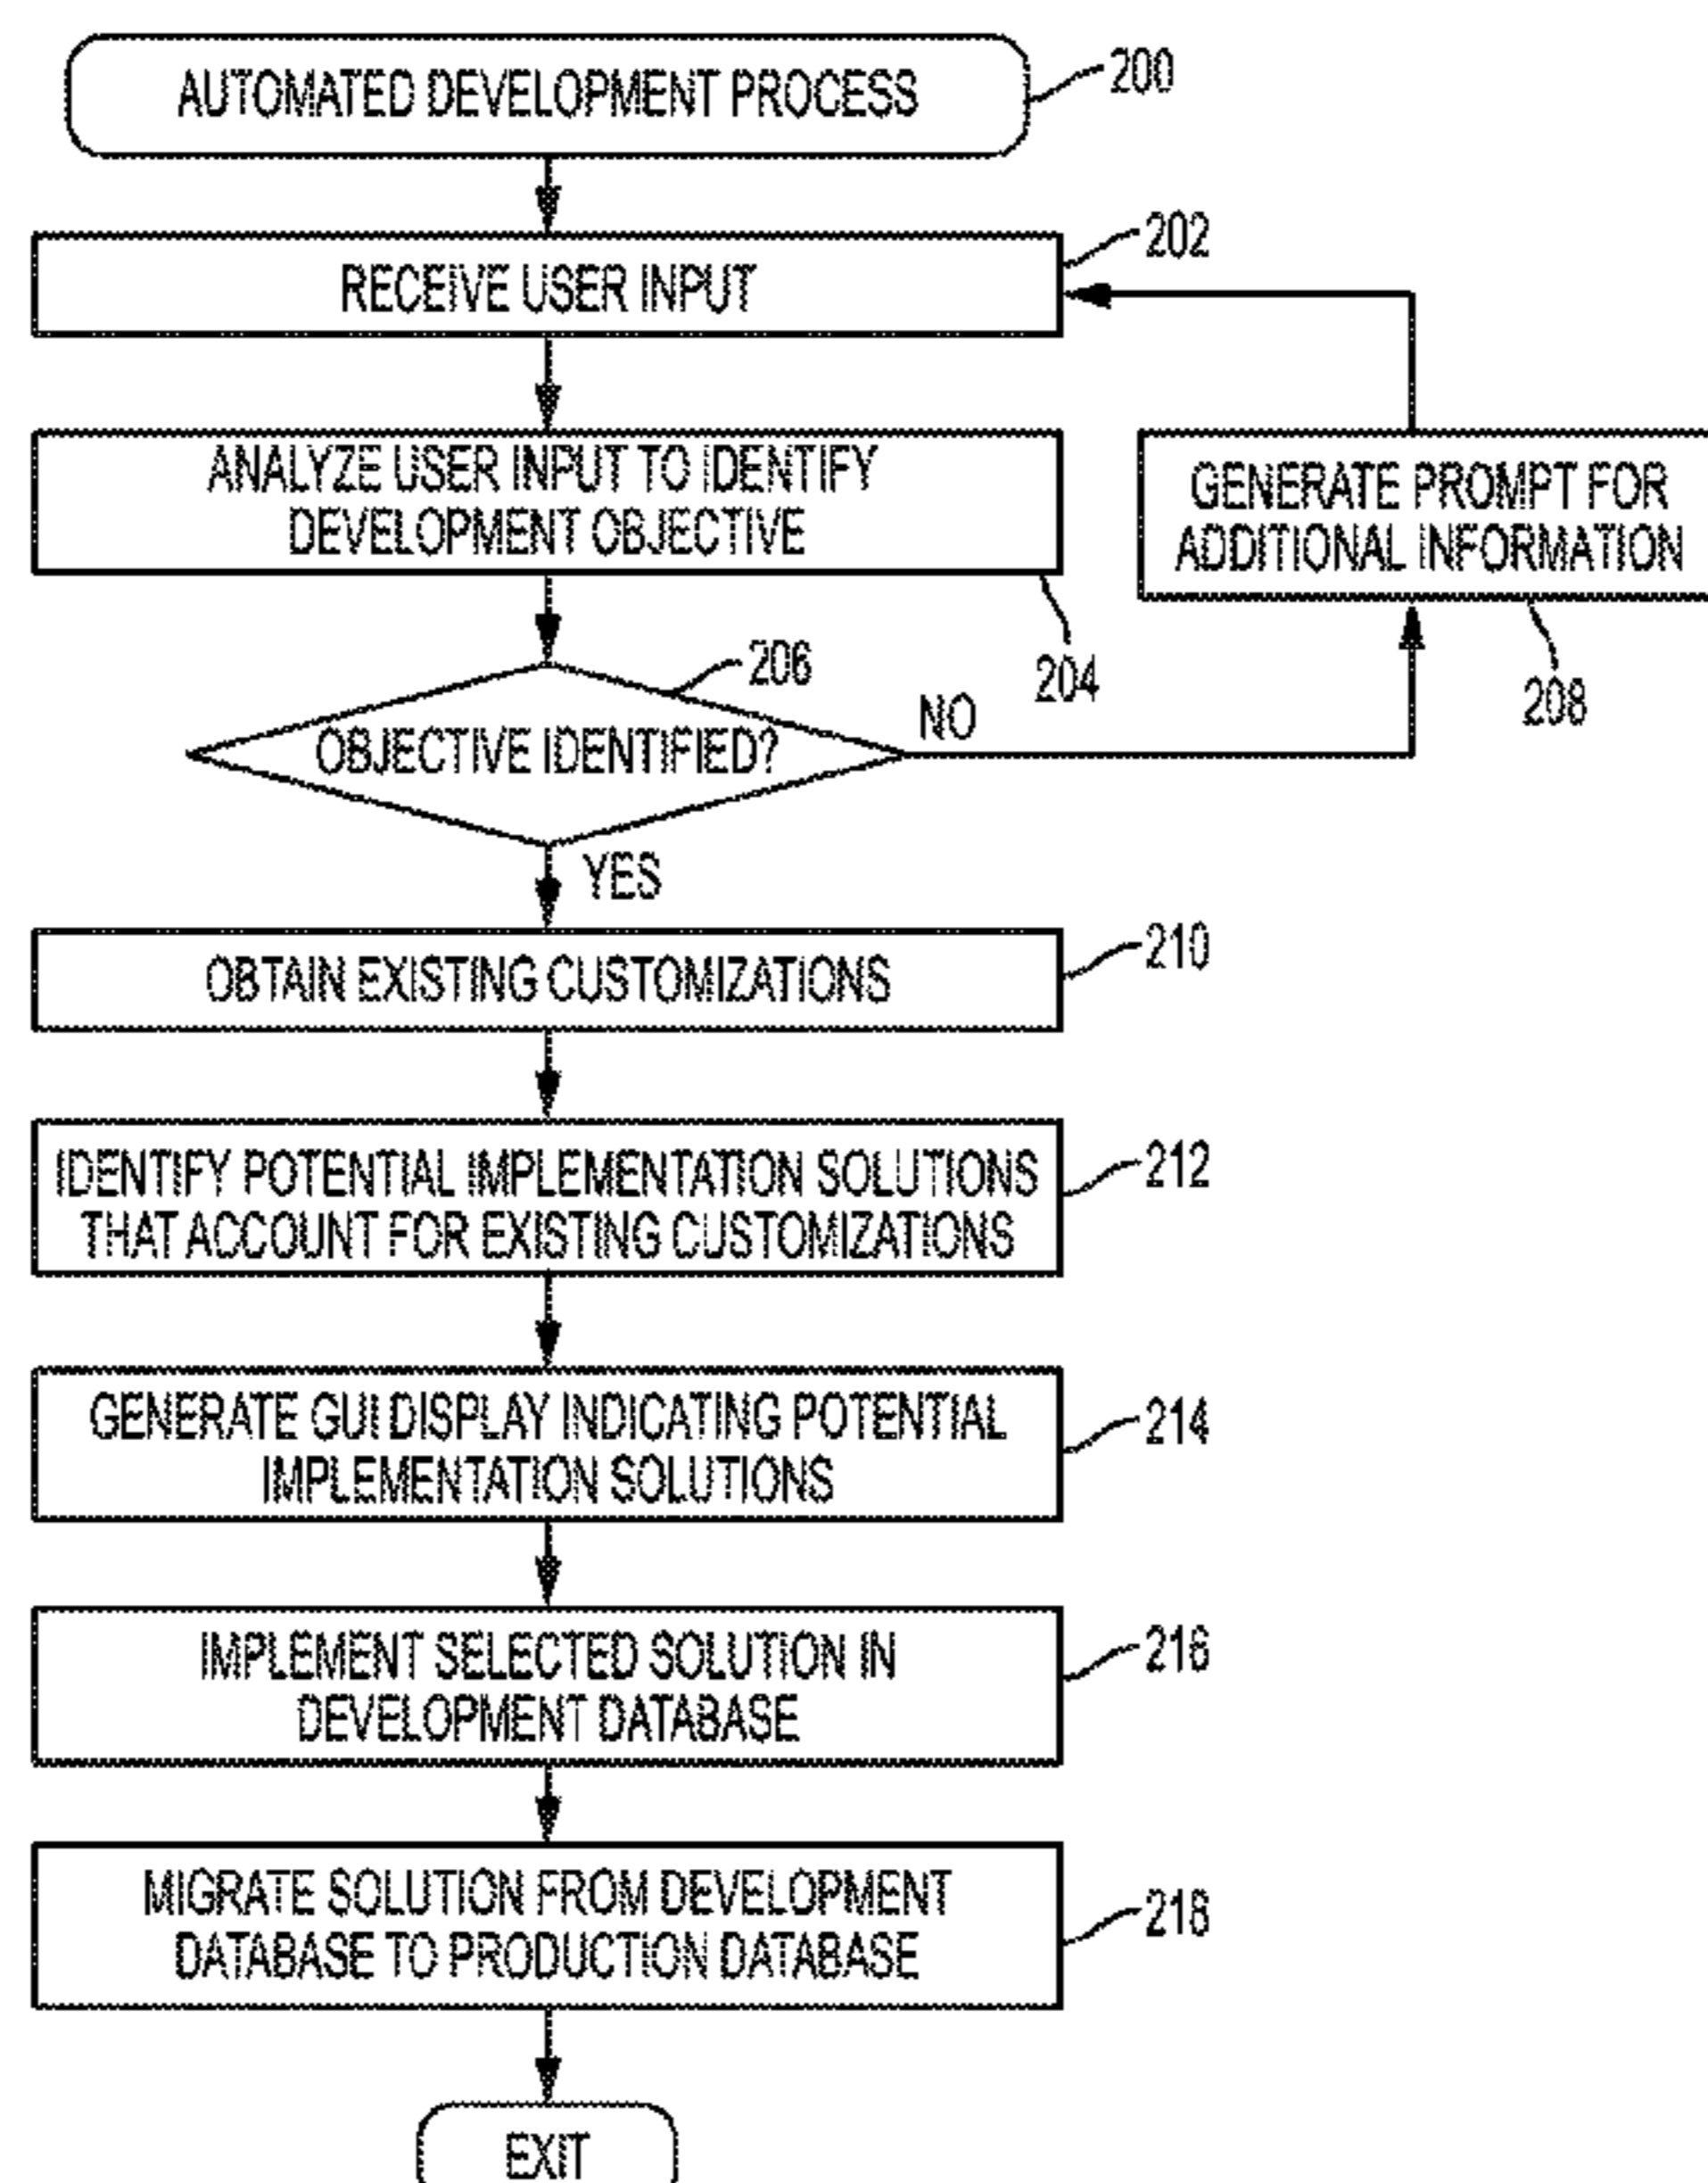 AUTOMATED DEVELOPMENT PROCESS
200
RECEIVE USER INPUT
202
ANALYZE USER INPUT TO IDENTIFY
DEVELOPMENT OBJECTIVE
204
GENERATE PROMPT FOR
ADDITIONAL INFORMATION
208
OBJECTIVE IDENTIFIED?
206
NO
YES
OBTAIN EXISTING CUSTOMIZATIONS
210
IDENTIFY POTENTIAL IMPLEMENTATION SOLUTIONS
THAT ACCOUNT FOR EXISTING CUSTOMIZATIONS
212
GENERATE GUI DISPLAY INDICATING POTENTIAL
IMPLEMENTATION SOLUTIONS
214
IMPLEMENT SELECTED SOLUTION IN
DEVELOPMENT DATABASE
216
MIGRATE SOLUTION FROM DEVELOPMENT
DATABASE TO PRODUCTION DATABASE
218
EXIT